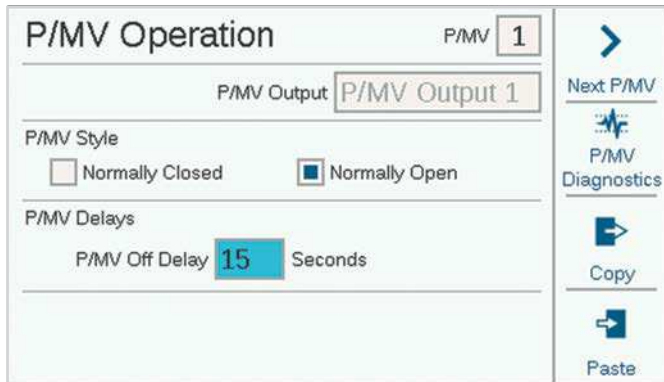 P/MV Operation
P/MV 1
P/MV Output P/MV Output 1
P/MV Style
Normally Closed
Normally Open
P/MV Delays
P/MV Off Delay 15 Seconds
Next P/MV
P/MV
Diagnostics
Copy
Paste